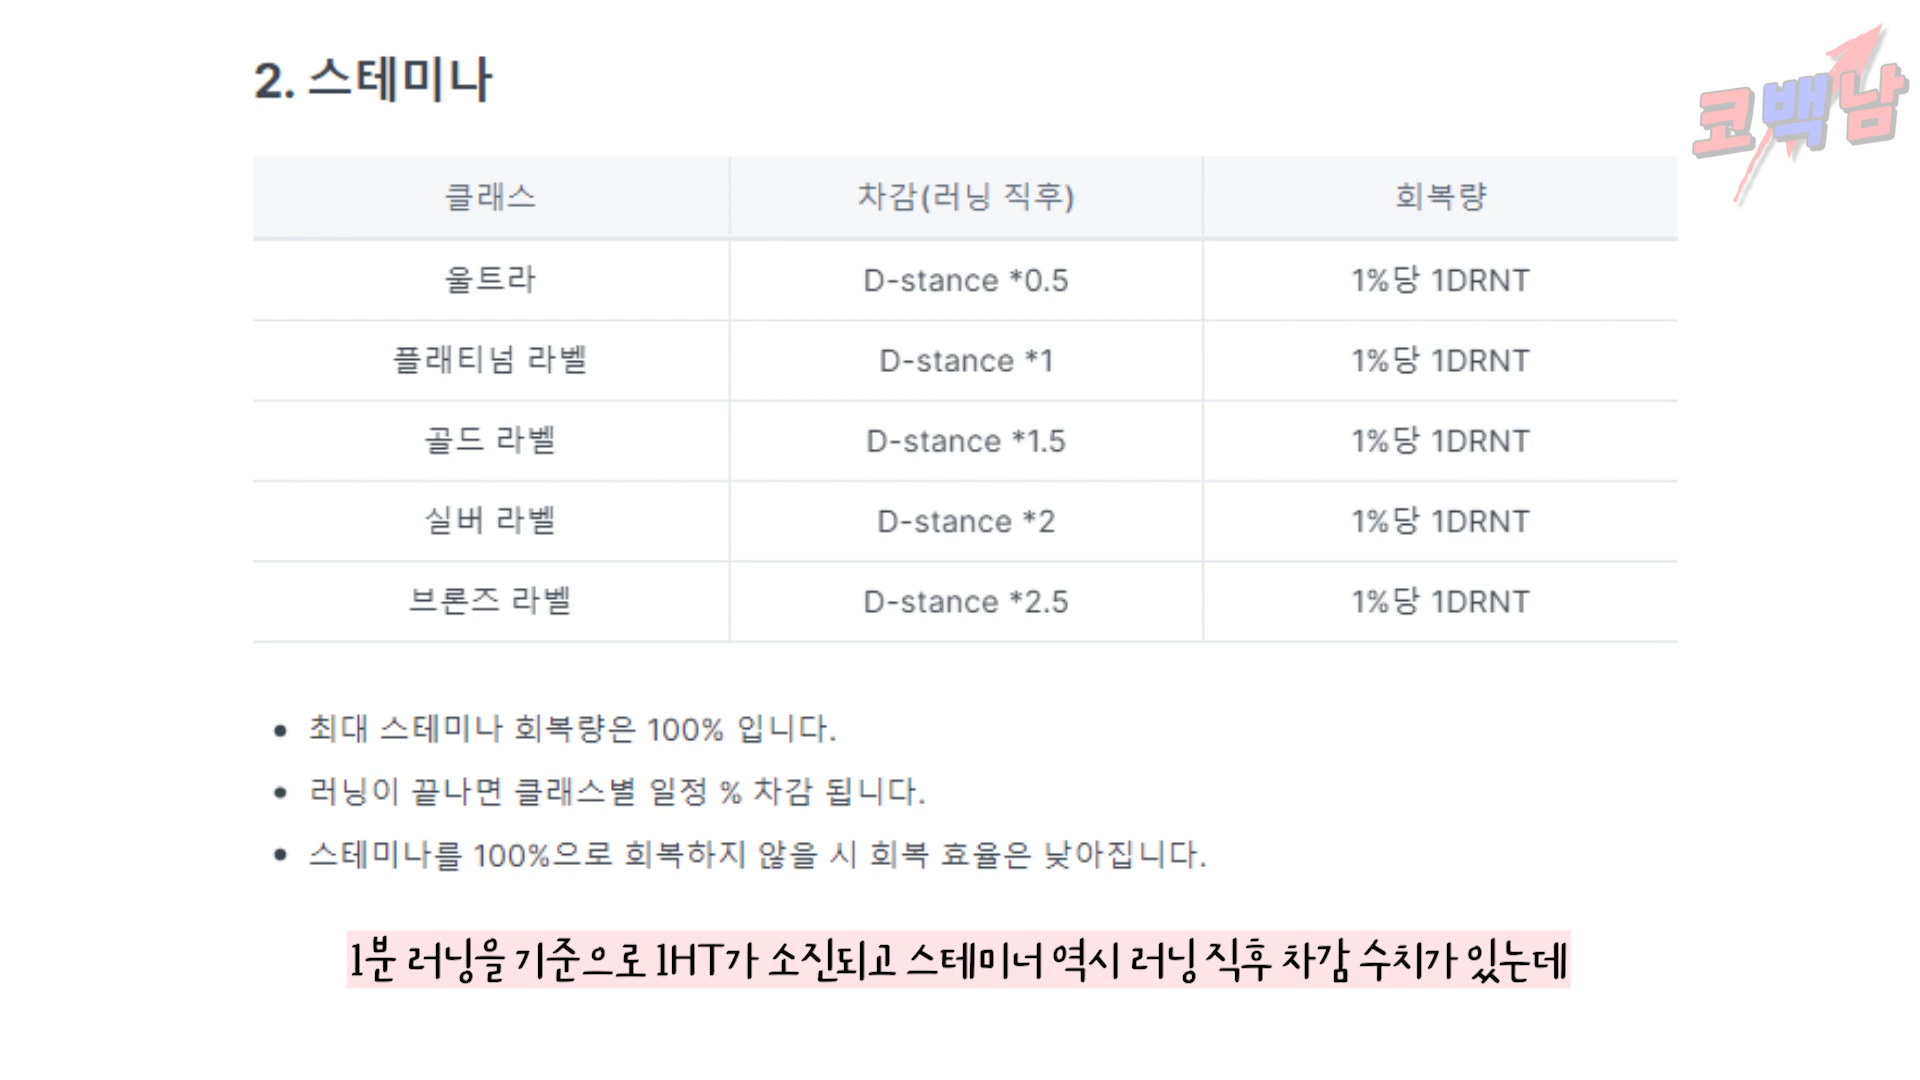 2. 스테미나
코백남
클래스 차감(러닝 직후) 회복량
울트라 D-stance *0.5 1%당 1DRNT
플래티넘 라벨 D-stance *1 1%당 1DRNT
골드 라벨 D-stance *1.5 1%당 1DRNT
실버 라벨 D-stance *2 1%당 1DRNT
브론즈 라벨 D-stance *2.5 1%당 1DRNT
• 최대 스테미나 회복량은 100% 입니다.
• 러닝이 끝나면 클래스별 일정 % 차감 됩니다.
• 스테미나를 100%으로 회복하지 않을 시 회복 효율은 낮아집니다.
1분 러닝을 기준으로 1HT가 소진되고 스테미너 역시 러닝 직후 차감 수치가 있는데